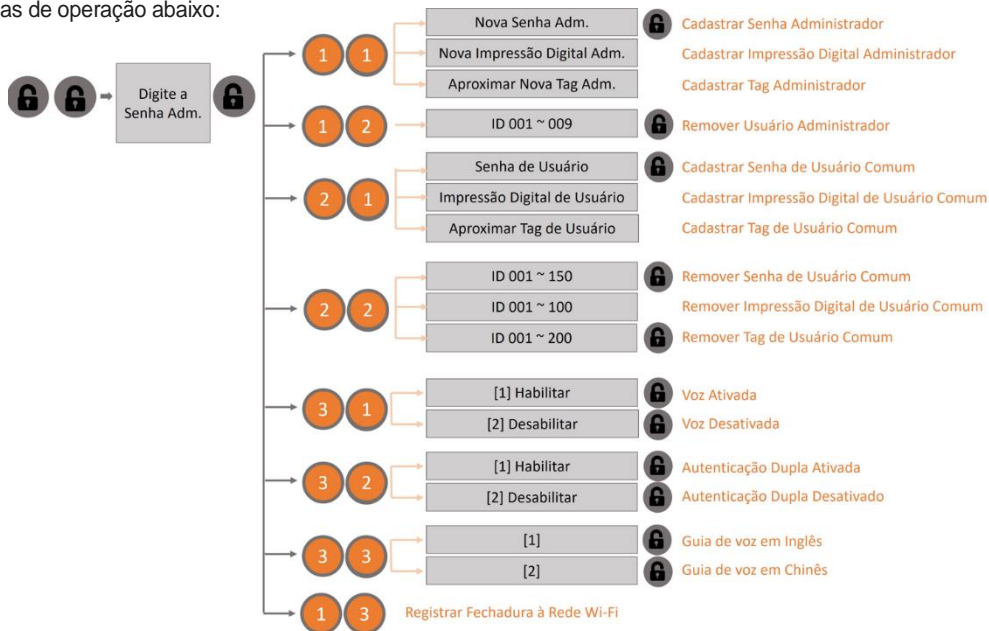 as de operação abaixo:
Digite a
Senha Adm.
1 1
Nova Senha Adm. Cadastrar Senha Administrador
Nova Impressão Digital Adm. Cadastrar Impressão Digital Administrador
Aproximar Nova Tag Adm. Cadastrar Tag Administrador
1 2 ID 001 ~ 009 Remover Usuário Administrador
2 1
Senha de Usuário Cadastrar Senha de Usuário Comum
Impressão Digital de Usuário Cadastrar Impressão Digital de Usuário Comum
Aproximar Tag de Usuário Cadastrar Tag de Usuário Comum
2 2
ID 001 ~ 150 Remover Senha de Usuário Comum
ID 001 ~ 100 Remover Impressão Digital de Usuário Comum
ID 001 ~ 200 Remover Tag de Usuário Comum
3 1
[1] Habilitar Voz Ativada
[2] Desabilitar Voz Desativada
3 2
[1] Habilitar Autenticação Dupla Ativada
[2] Desabilitar Autenticação Dupla Desativado
3 3
[1] Guia de voz em Inglês
[2] Guia de voz em Chinês
1 3 Registrar Fechadura à Rede Wi-Fi